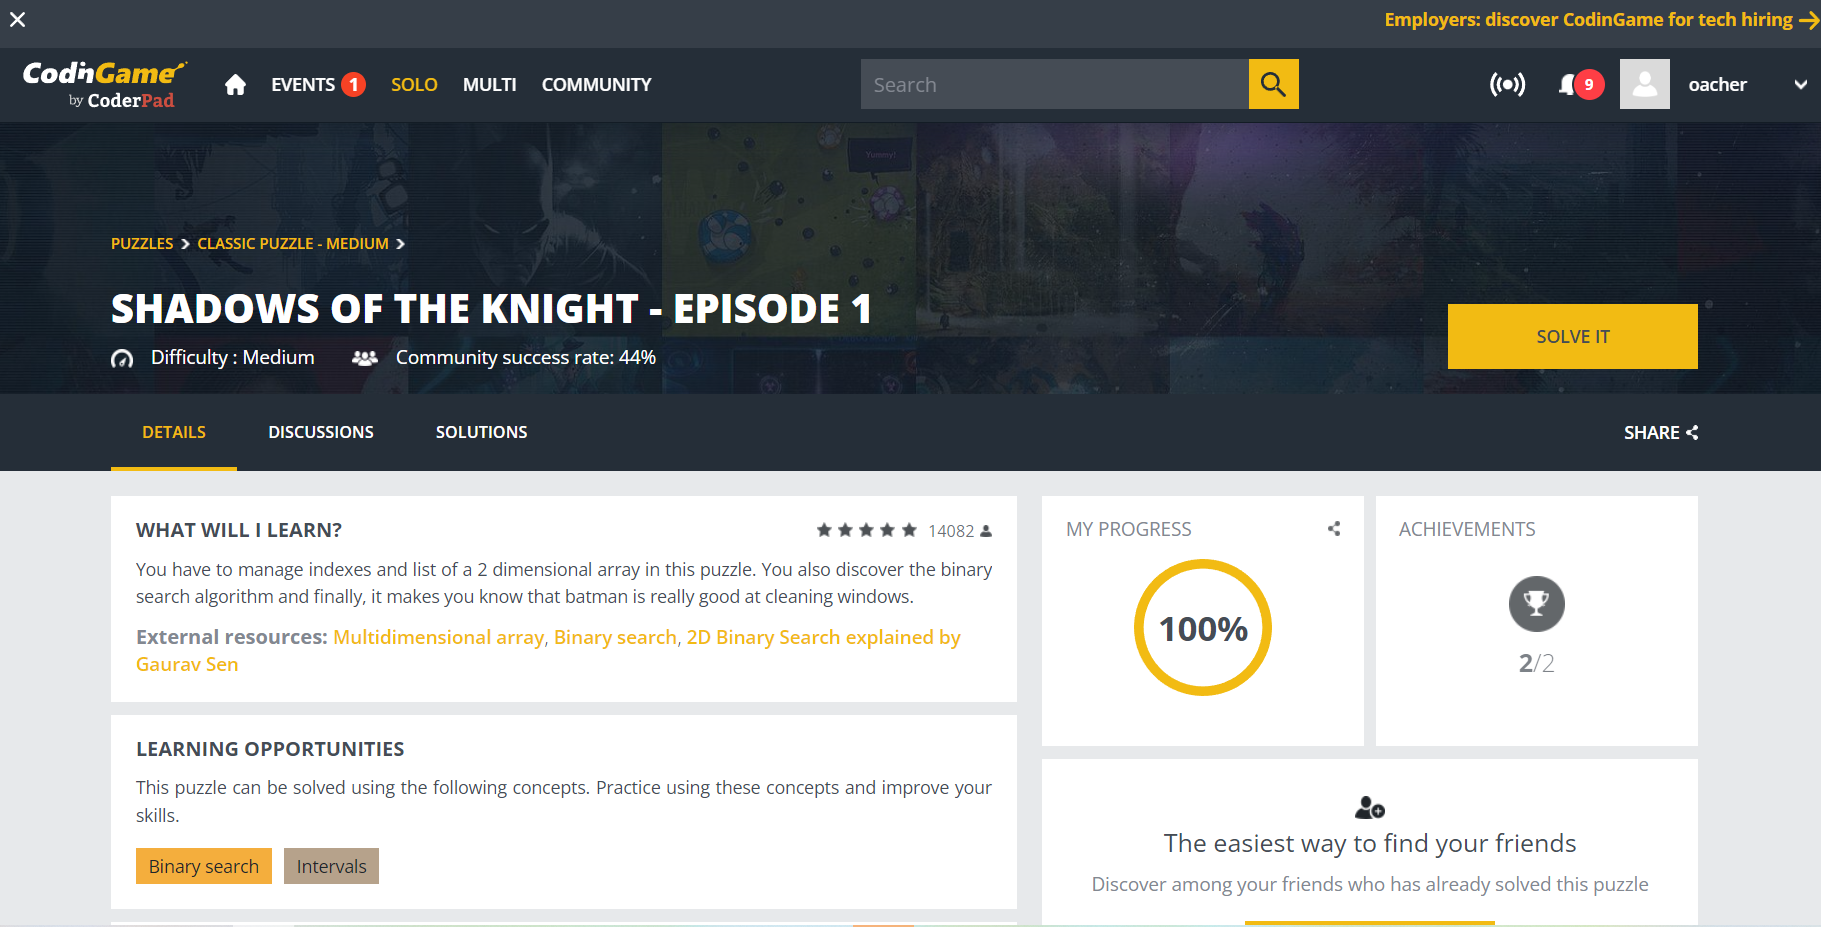 Employers: discover CodinGame for tech hiring
CodinGame
by CoderPad
EVENTS 1 SOLO MULTI COMMUNITY
Search
9 oacher
Yummy!
PUZZLES CLASSIC PUZZLE - MEDIUM
SHADOWS OF THE KNIGHT - EPISODE 1
Difficulty : Medium Community success rate: 44%
SOLVE IT
DETAILS DISCUSSIONS SOLUTIONS
SHARE
WHAT WILL I LEARN? 14082
You have to manage indexes and list of a 2 dimensional array in this puzzle. You also discover the binary
search algorithm and finally, it makes you know that batman is really good at cleaning windows.
External resources: Multidimensional array, Binary search, 2D Binary Search explained by
Gaurav Sen
LEARNING OPPORTUNITIES
This puzzle can be solved using the following concepts. Practice using these concepts and improve your
skills.
Binary search Intervals
MY PROGRESS
100%
ACHIEVEMENTS
2/2
The easiest way to find your friends
Discover among your friends who has already solved this puzzle